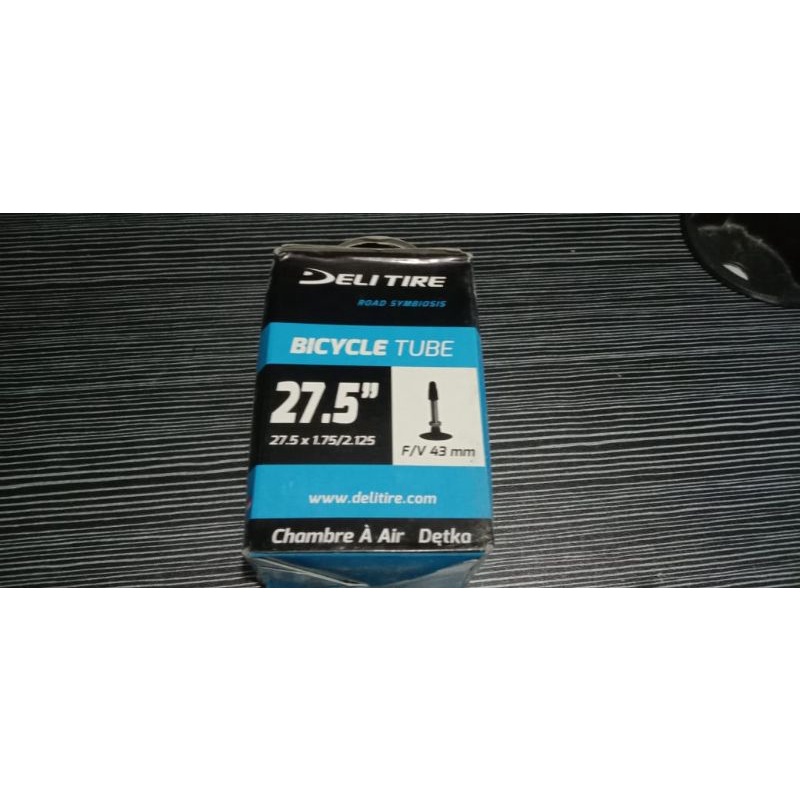 DELI TIRE
ROAD SYMBIOSIS
BICYCLE TUBE
27.5"
27.5 x 1.75/2.125
F/V 43 mm
www.delitire.com
Chambre À Air Dętka